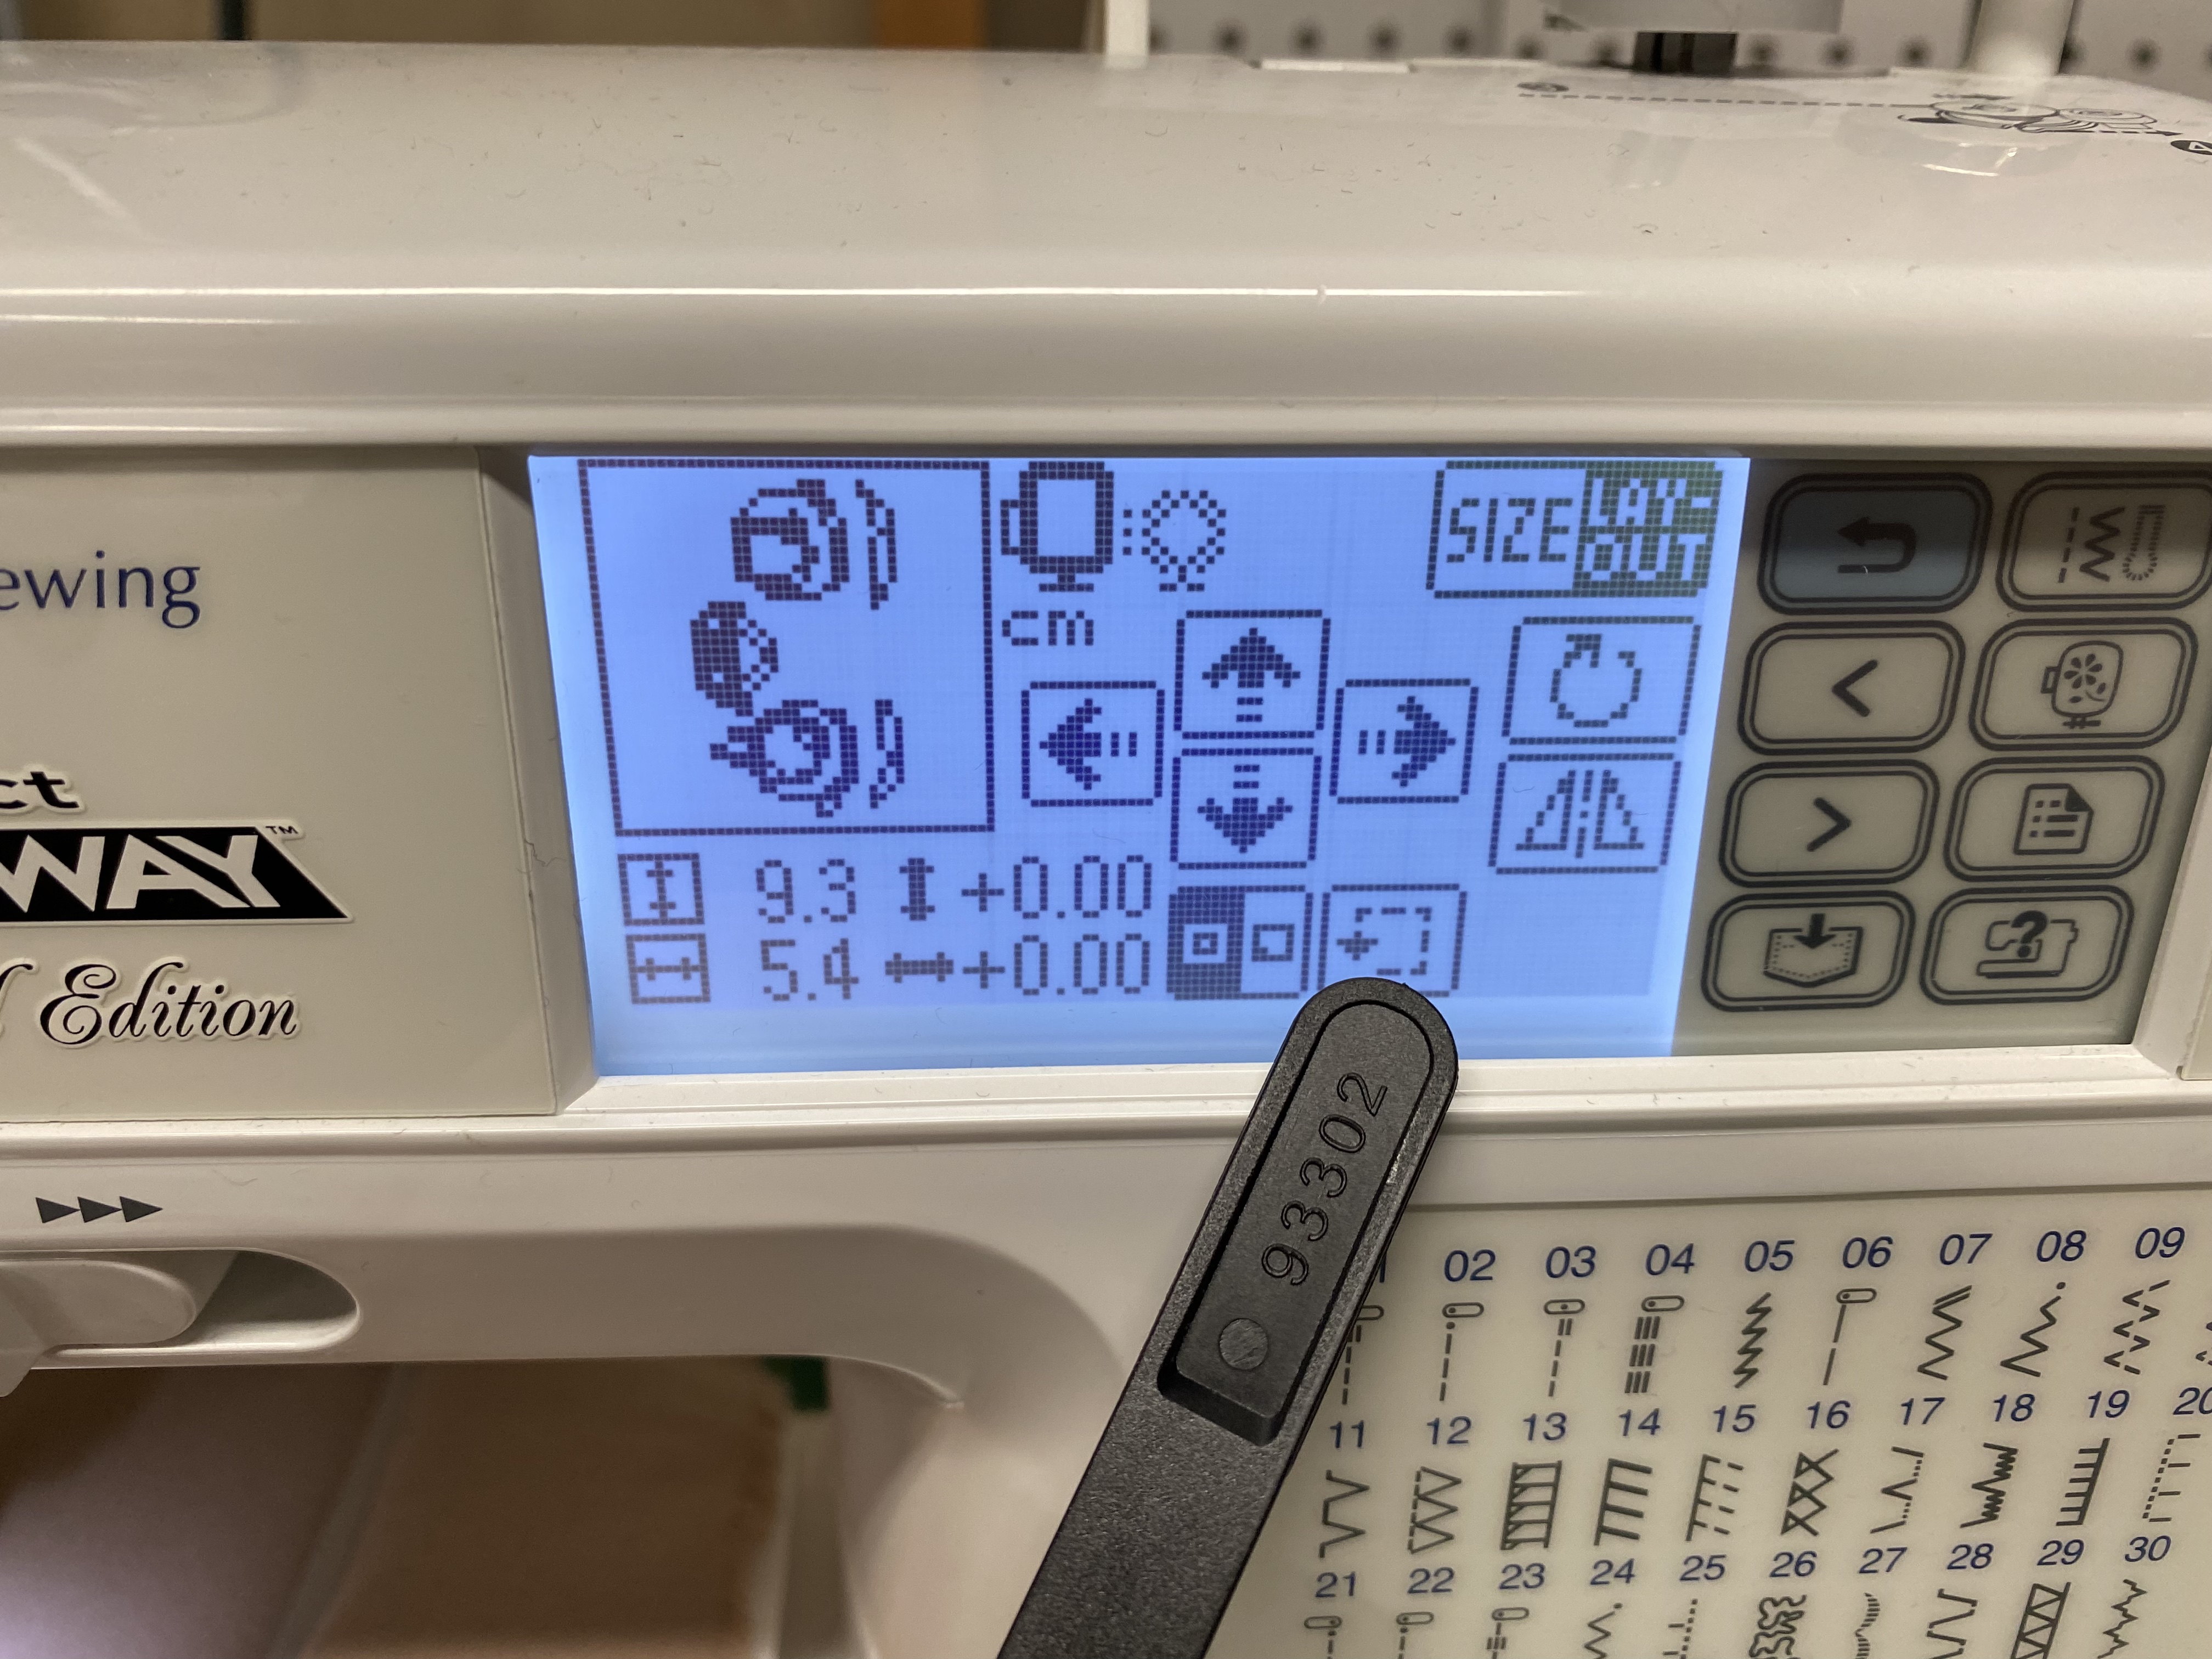 SIZE LAY-
OUT
ewing
cm
ct
WAY™
9.3 +0.00
5.4 +0.00
Edition
93302
02 03 04 05 06 07 08 09
11 12 13 14 15 16 17 18 19 20
21 22 23 24 25 26 27 28 29 30